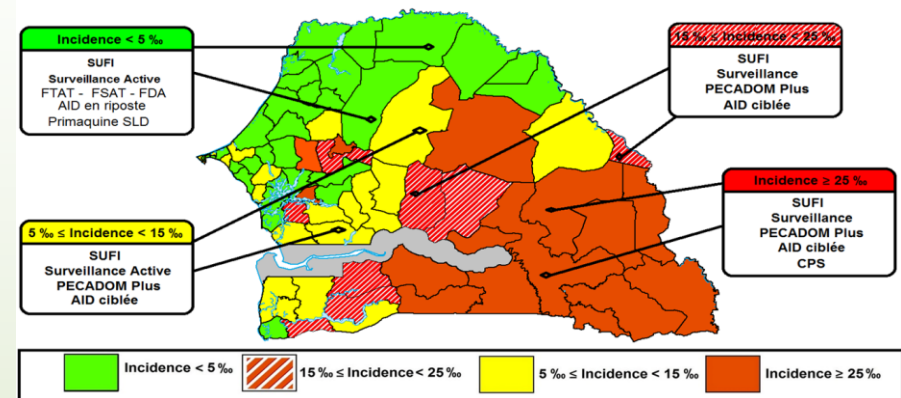 Incidence < 5 ‰
SUFI
Surveillance Active
FTAT - FSAT - FDA
AID en riposte
Primaquine SLD
15 ‰ ≤ Incidence < 25 ‰
SUFI
Surveillance
PECADOM Plus
AID ciblée
5 ‰ ≤ Incidence < 15 ‰
SUFI
Surveillance Active
PECADOM Plus
AID ciblée
Incidence ≥ 25 ‰
SUFI
Surveillance
PECADOM Plus
AID ciblée
CPS
Incidence < 5 ‰
15 ‰ ≤ Incidence < 25 ‰
5 ‰ ≤ Incidence < 15 ‰
Incidence ≥ 25 ‰